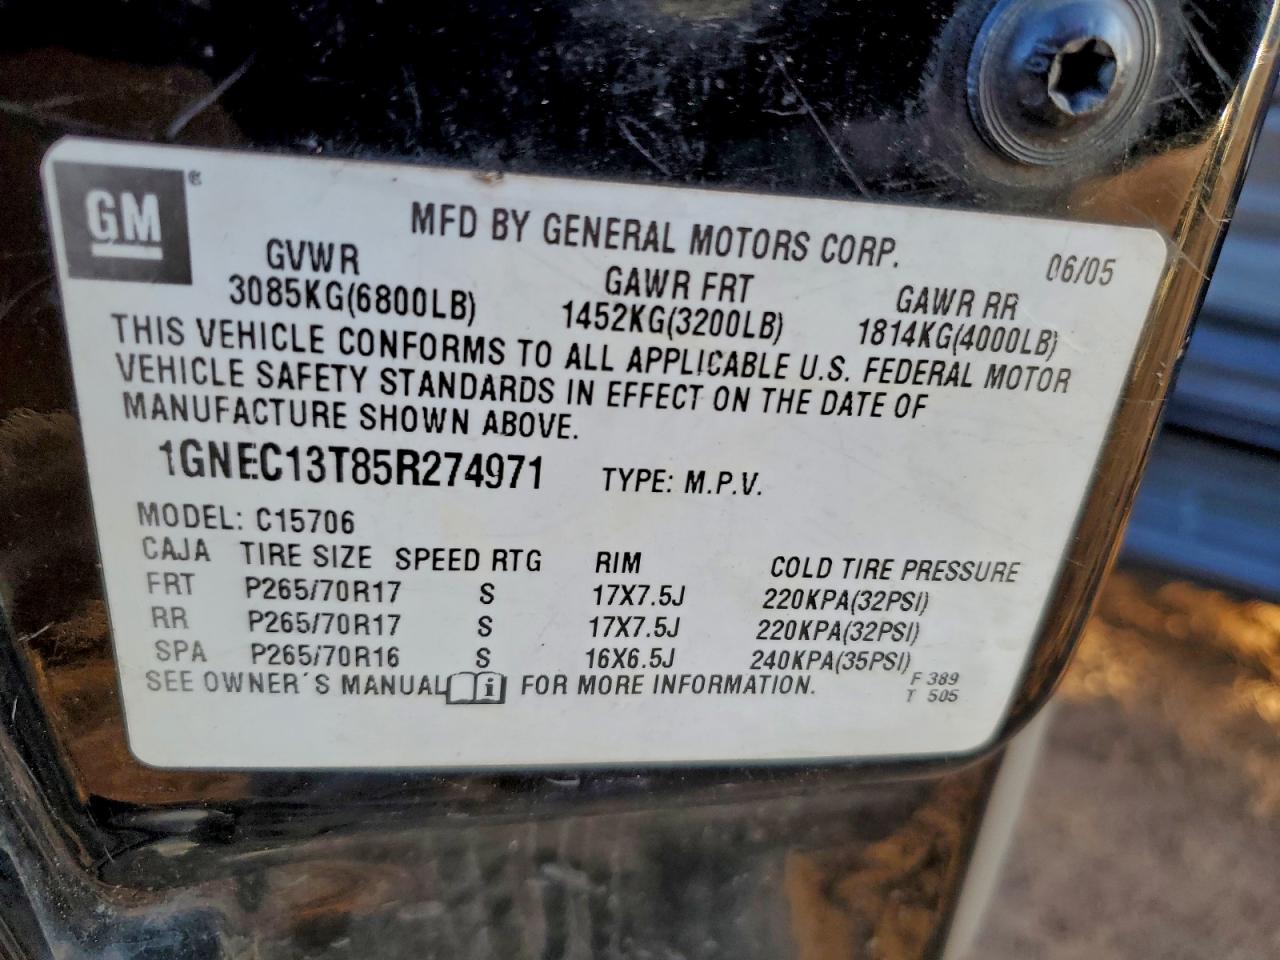 GM®
MFD BY GENERAL MOTORS CORP.
06/05
GVWR GAWR FRT GAWR RR
3085KG(6800LB) 1452KG(3200LB) 1814KG(4000LB)
THIS VEHICLE CONFORMS TO ALL APPLICABLE U.S. FEDERAL MOTOR
VEHICLE SAFETY STANDARDS IN EFFECT ON THE DATE OF
MANUFACTURE SHOWN ABOVE.
1GNEC13T85R274971 TYPE: M.P.V.
MODEL: C15706
CAJA TIRE SIZE SPEED RTG RIM COLD TIRE PRESSURE
FRT P265/70R17 S 17X7.5J 220KPA(32PSI)
RR P265/70R17 S 17X7.5J 220KPA(32PSI)
SPA P265/70R16 S 16X6.5J 240KPA(35PSI)
SEE OWNER'S MANUAL i FOR MORE INFORMATION.
F 389
T 505